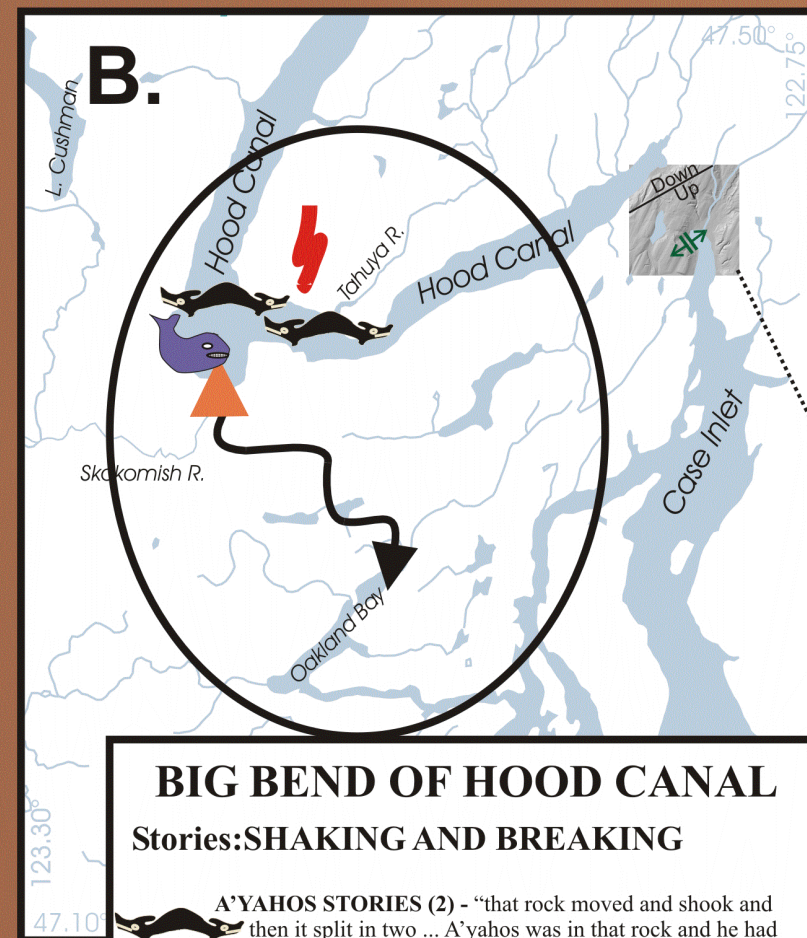 B.
47.50°
122.75°
L. Cushman
Hood Canal
Down
Up
Tahuya R.
Hood Canal
Case Inlet
Skokomish R.
Oakland Bay
BIG BEND OF HOOD CANAL
Stories:SHAKING AND BREAKING
123.30°
47.10°
A'YAHOS STORIES (2) - “that rock moved and shook and
then it split in two ... A'yahos was in that rock and he had